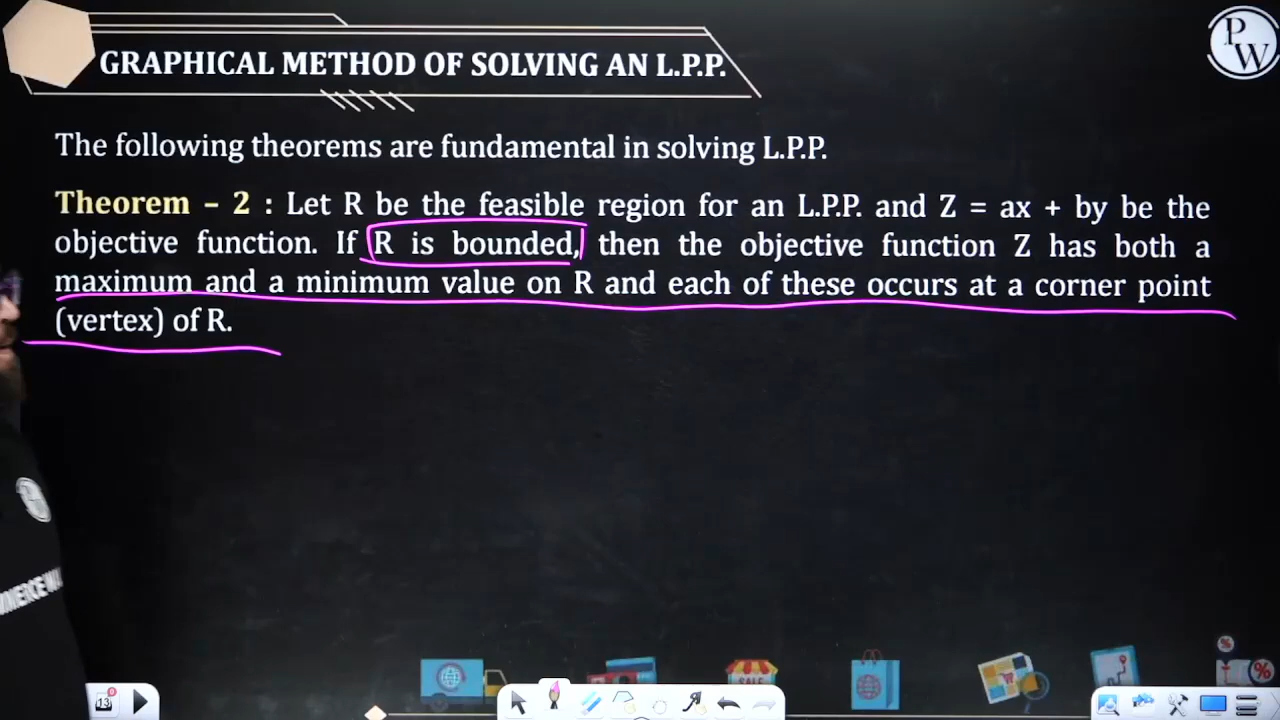 GRAPHICAL METHOD OF SOLVING AN L.P.P.
PW
The following theorems are fundamental in solving L.P.P.
Theorem – 2 : Let R be the feasible region for an L.P.P. and Z = ax + by be the
objective function. If R is bounded, then the objective function Z has both a
maximum and a minimum value on R and each of these occurs at a corner point
(vertex) of R.
SALE
%
%
13